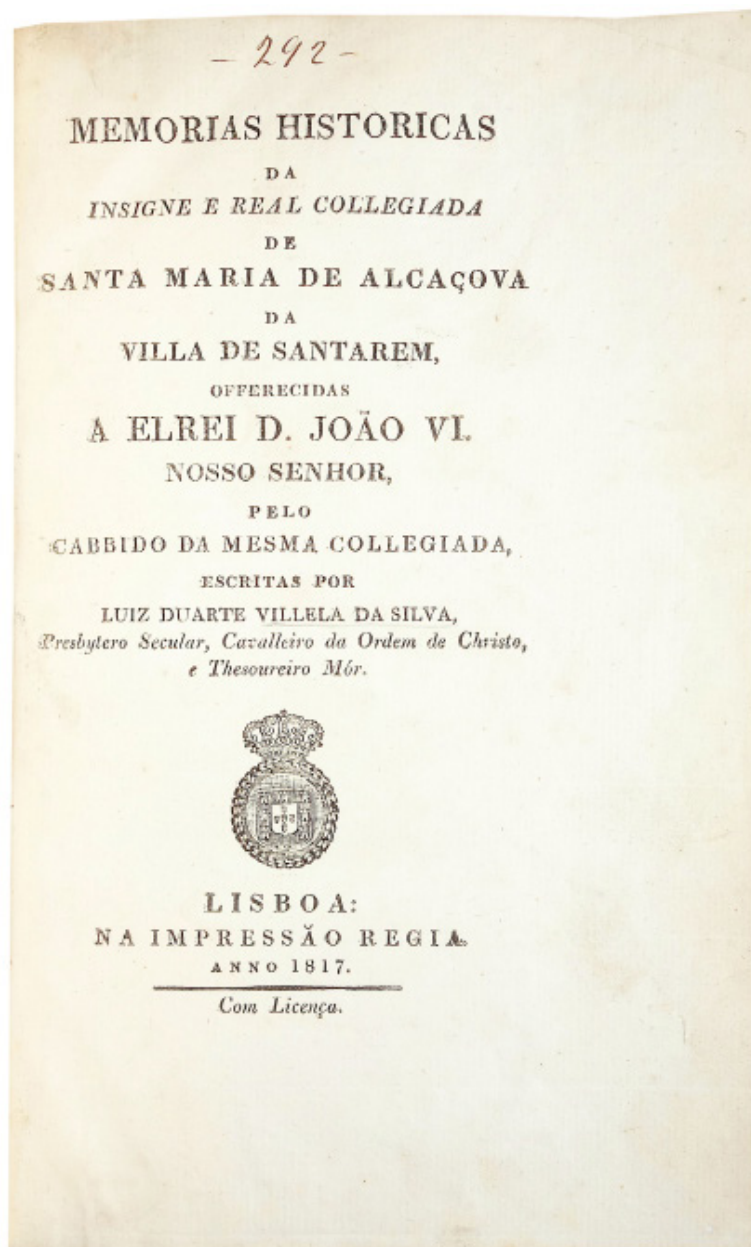 - 292 -
MEMORIAS HISTORICAS
DA
INSIGNE E REAL COLLEGIADA
DE
SANTA MARIA DE ALCAÇOVA
DA
VILLA DE SANTAREM,
OFFERECIDAS
A ELREI D. JOÃO VI.
NOSSO SENHOR,
PELO
CABBIDO DA MESMA COLLEGIADA,
ESCRITAS POR
LUIZ DUARTE VILLELA DA SILVA,
Presbytero Secular, Cavalleiro da Ordem de Christo,
e Thesoureiro Mór.
LISBOA:
NA IMPRESSÃO REGIA.
ANNO 1817.
Com Licença.